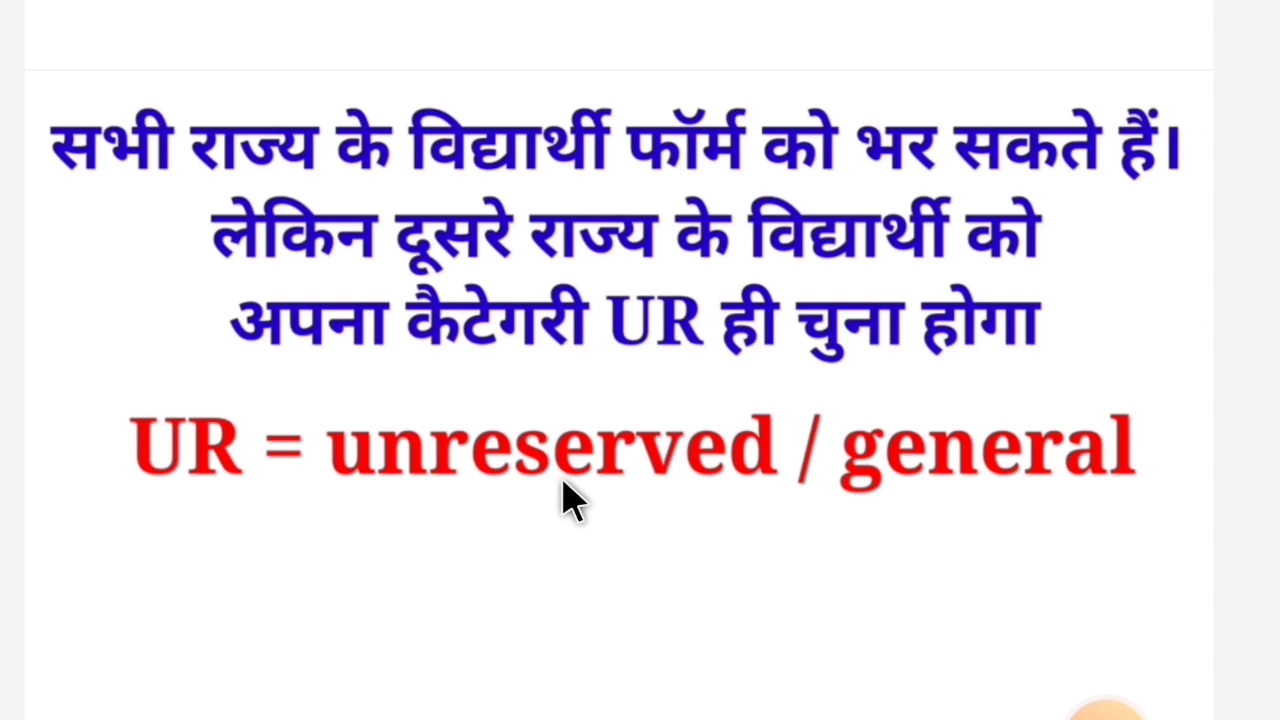 सभी राज्य के विद्यार्थी फॉर्म को भर सकते हैं।
लेकिन दूसरे राज्य के विद्यार्थी को
अपना कैटेगरी UR ही चुना होगा
UR = unreserved / general